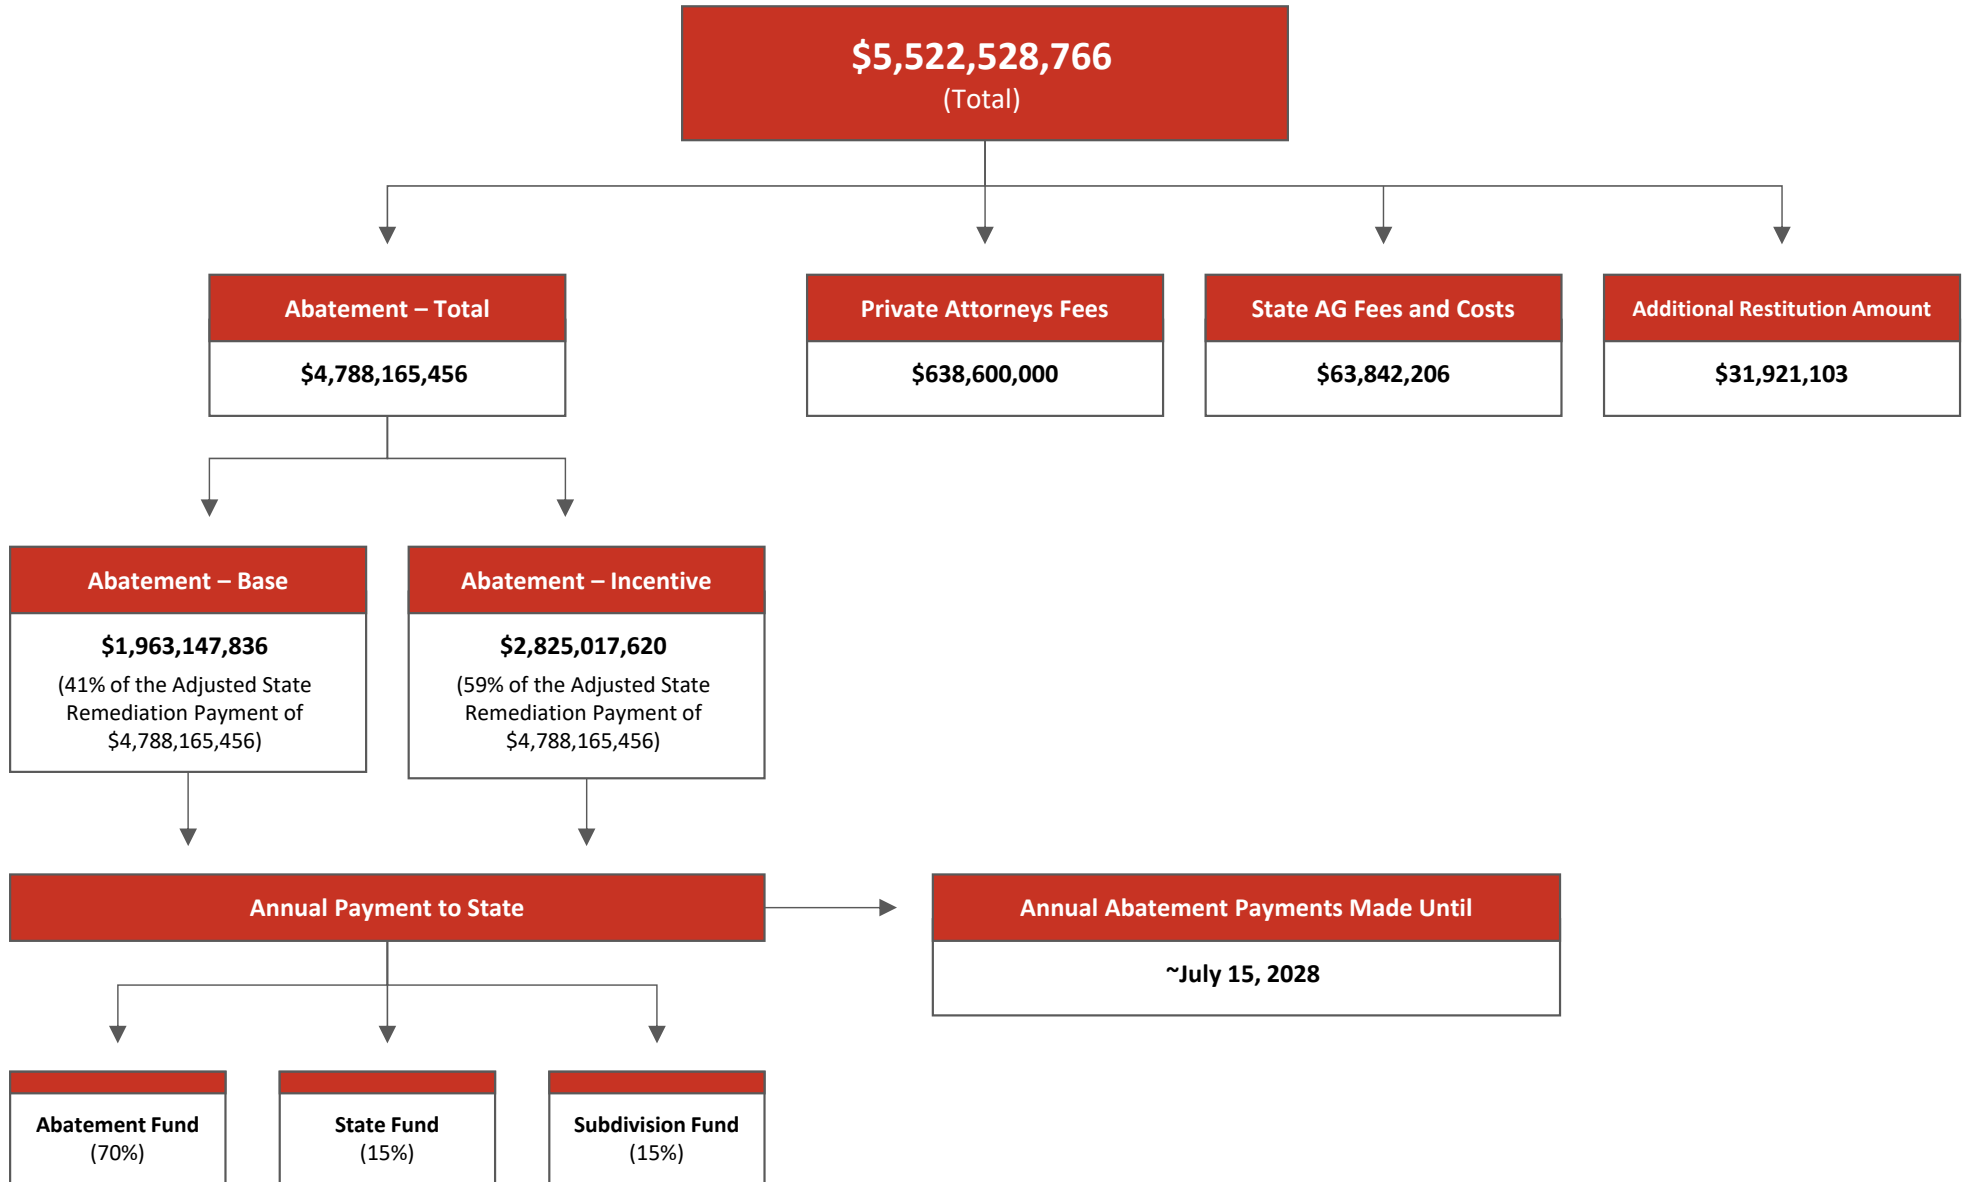 $5,522,528,766
(Total)
Abatement – Total
$4,788,165,456
Private Attorneys Fees
$638,600,000
State AG Fees and Costs
$63,842,206
Additional Restitution Amount
$31,921,103
Abatement – Base
$1,963,147,836
(41% of the Adjusted State
Remediation Payment of
$4,788,165,456)
Abatement – Incentive
$2,825,017,620
(59% of the Adjusted State
Remediation Payment of
$4,788,165,456)
Annual Payment to State
Annual Abatement Payments Made Until
~July 15, 2028
Abatement Fund
(70%)
State Fund
(15%)
Subdivision Fund
(15%)